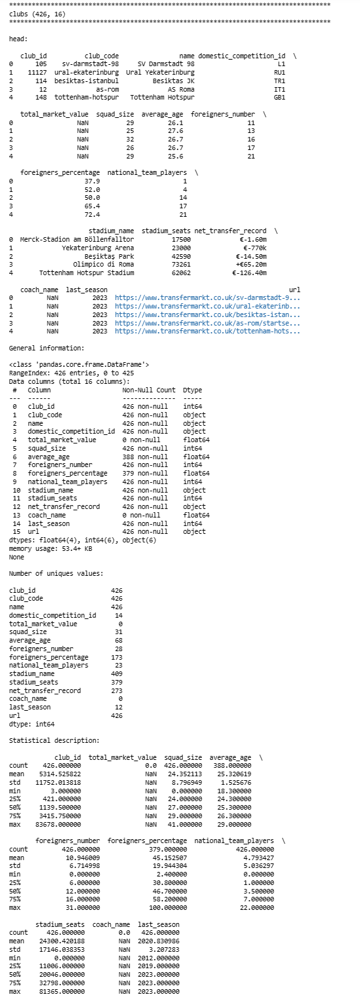 ******************************************************************************
clubs (426, 16)
******************************************************************************
head:
   club_id           club_code               name domestic_competition_id  \
0      105     sv-darmstadt-98    SV Darmstadt 98                      L1
1    11127  ural-ekaterinburg  Ural Yekaterinburg                     RU1
2      114   besiktas-istanbul        Besiktas JK                     TR1
3       12              as-rom            AS Roma                     IT1
4      148   tottenham-hotspur  Tottenham Hotspur                     GB1
   total_market_value  squad_size  average_age  foreigners_number  \
0                 NaN          29         26.1                 11
1                 NaN          25         27.6                 13
2                 NaN          32         26.7                 16
3                 NaN          26         26.7                 17
4                 NaN          29         25.6                 21
   foreigners_percentage  national_team_players  \
0                   37.9                      1
1                   52.0                      4
2                   50.0                     14
3                   65.4                     17
4                   72.4                     21
                   stadium_name  stadium_seats net_transfer_record  \
0  Merck-Stadion am Böllenfalltor          17500             €-1.60m
1            Yekaterinburg Arena          23000              €-770k
2                  Beşiktaş Park          42590            €-14.50m
3               Olimpico di Roma          73261            +€65.20m
4      Tottenham Hotspur Stadium          62062           €-126.40m
   coach_name  last_season                                                url
0         NaN         2023  https://www.transfermarkt.co.uk/sv-darmstadt-9...
1         NaN         2023  https://www.transfermarkt.co.uk/ural-ekaterinb...
2         NaN         2023  https://www.transfermarkt.co.uk/besiktas-istan...
3         NaN         2023  https://www.transfermarkt.co.uk/as-rom/startse...
4         NaN         2023  https://www.transfermarkt.co.uk/tottenham-hots...
General information:
<class 'pandas.core.frame.DataFrame'>
RangeIndex: 426 entries, 0 to 425
Data columns (total 16 columns):
 #   Column                   Non-Null Count  Dtype
---  ------                   --------------  -----
 0   club_id                  426 non-null    int64
 1   club_code                426 non-null    object
 2   name                     426 non-null    object
 3   domestic_competition_id  426 non-null    object
 4   total_market_value       0 non-null      float64
 5   squad_size               426 non-null    int64
 6   average_age              388 non-null    float64
 7   foreigners_number        426 non-null    int64
 8   foreigners_percentage    379 non-null    float64
 9   national_team_players    426 non-null    int64
 10  stadium_name             426 non-null    object
 11  stadium_seats            426 non-null    int64
 12  net_transfer_record      426 non-null    object
 13  coach_name               0 non-null      float64
 14  last_season              426 non-null    int64
 15  url                      426 non-null    object
dtypes: float64(4), int64(6), object(6)
memory usage: 53.4+ KB
None
Number of uniques values:
club_id                    426
club_code                  426
name                       426
domestic_competition_id     14
total_market_value           0
squad_size                  31
average_age                 68
foreigners_number           28
foreigners_percentage      173
national_team_players       23
stadium_name               409
stadium_seats              379
net_transfer_record        273
coach_name                   0
last_season                 12
url                        426
dtype: int64
Statistical description:
            club_id  total_market_value  squad_size  average_age  \
count    426.000000                 0.0  426.000000   388.000000
mean    5314.525822                 NaN   24.352113    25.320619
std    11752.013818                 NaN    8.796949     1.525676
min        3.000000                 NaN    0.000000    18.300000
25%      421.000000                 NaN   24.000000    24.300000
50%     1139.500000                 NaN   27.000000    25.300000
75%     3415.750000                 NaN   29.000000    26.300000
max    83678.000000                 NaN   41.000000    29.000000
       foreigners_number  foreigners_percentage  national_team_players  \
count         426.000000             379.000000             426.000000
mean           10.946009              45.152507               4.793427
std             6.714998              19.944304               5.036297
min             0.000000               2.400000               0.000000
25%             6.000000              30.800000               1.000000
50%            12.000000              46.700000               3.500000
75%            16.000000              58.200000               7.000000
max            31.000000             100.000000              22.000000
       stadium_seats  coach_name  last_season
count     426.000000         0.0   426.000000
mean    24300.420188         NaN  2020.830986
std     17146.038353         NaN     3.207283
min         0.000000         NaN  2012.000000
25%     11006.000000         NaN  2019.000000
50%     20046.000000         NaN  2023.000000
75%     32798.000000         NaN  2023.000000
max     81365.000000         NaN  2023.000000